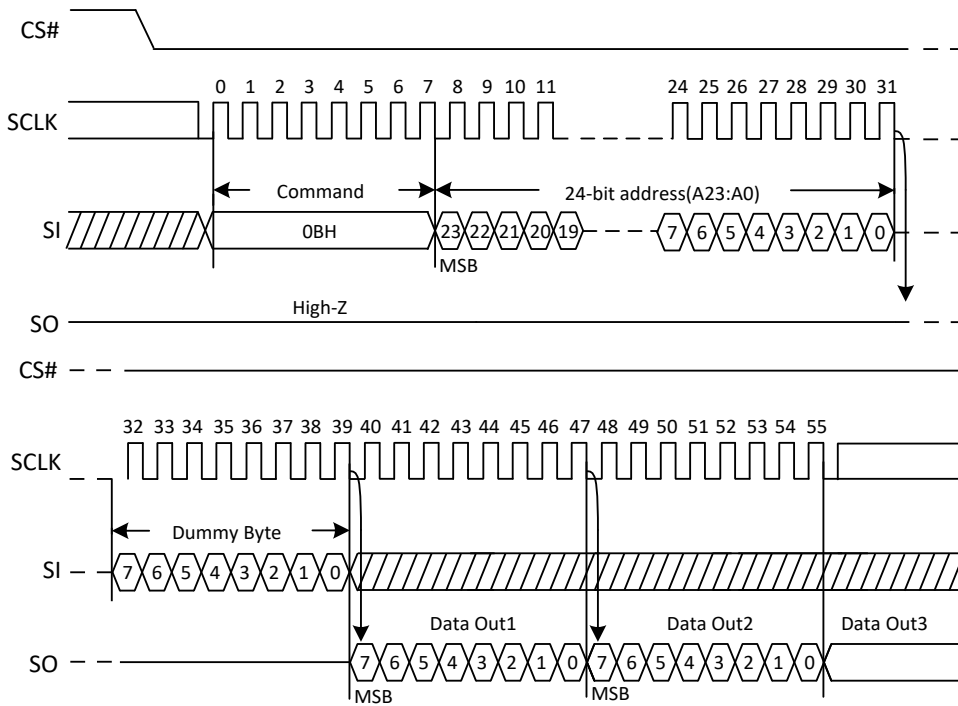 CS#
0 1 2 3 4 5 6 7 8 9 10 11 24 25 26 27 28 29 30 31
SCLK
Command 24-bit address(A23:A0)
SI 0BH 23 22 21 20 19 7 6 5 4 3 2 1 0
MSB
High-Z
SO
CS#
32 33 34 35 36 37 38 39 40 41 42 43 44 45 46 47 48 49 50 51 52 53 54 55
SCLK
Dummy Byte
SI 7 6 5 4 3 2 1 0
Data Out1 Data Out2 Data Out3
SO 7 6 5 4 3 2 1 0 7 6 5 4 3 2 1 0
MSB MSB